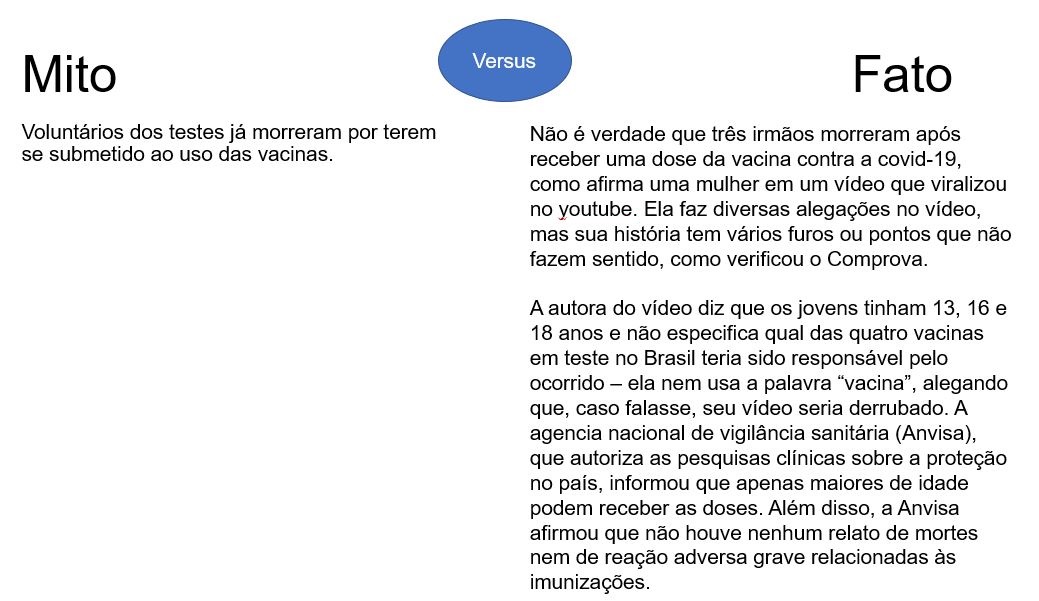 Mito
Versus
Fato
Voluntários dos testes já morreram por terem
se submetido ao uso das vacinas.
Não é verdade que três irmãos morreram após
receber uma dose da vacina contra a covid-19,
como afirma uma mulher em um vídeo que viralizou
no youtube. Ela faz diversas alegações no vídeo,
mas sua história tem vários furos ou pontos que não
fazem sentido, como verificou o Comprova.
A autora do vídeo diz que os jovens tinham 13, 16 e
18 anos e não especifica qual das quatro vacinas
em teste no Brasil teria sido responsável pelo
ocorrido – ela nem usa a palavra “vacina”, alegando
que, caso falasse, seu vídeo seria derrubado. A
agencia nacional de vigilância sanitária (Anvisa),
que autoriza as pesquisas clínicas sobre a proteção
no país, informou que apenas maiores de idade
podem receber as doses. Além disso, a Anvisa
afirmou que não houve nenhum relato de mortes
nem de reação adversa grave relacionadas às
imunizações.